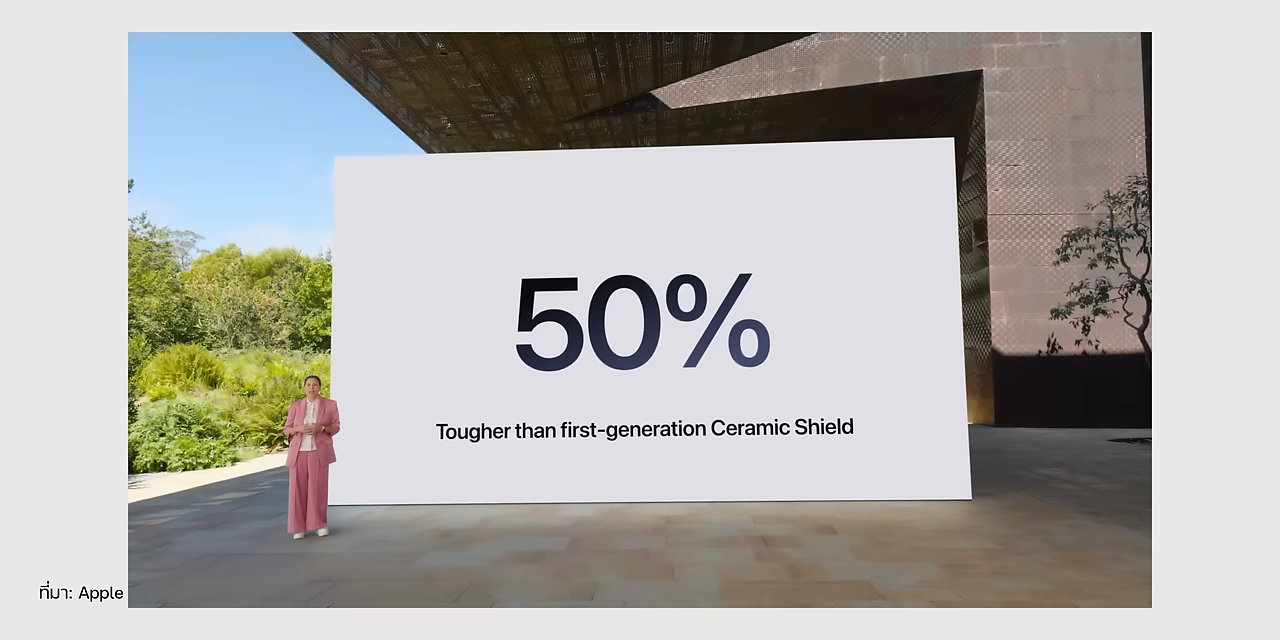 50%
Tougher than first-generation Ceramic Shield
ที่มา: Apple